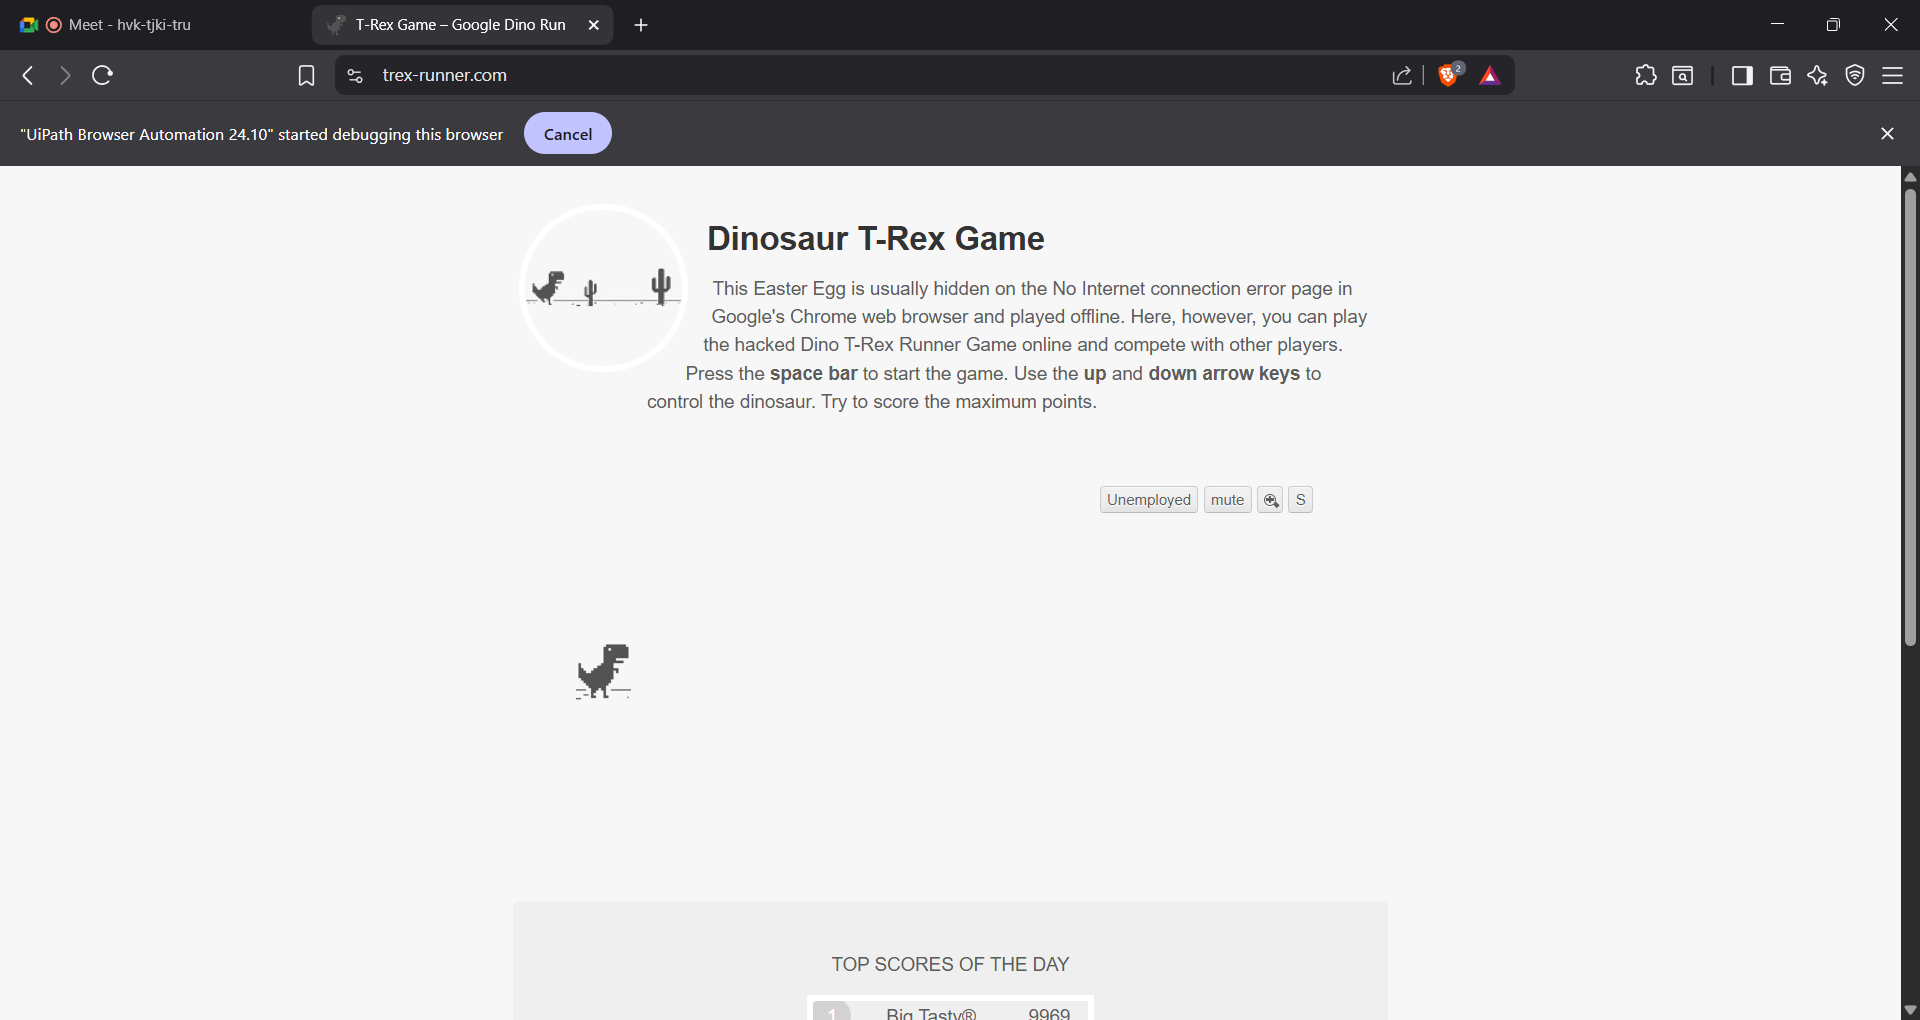 Meet - hvk-tjki-tru
T-Rex Game – Google Dino Run
trex-runner.com
2
"UiPath Browser Automation 24.10" started debugging this browser
Cancel
Dinosaur T-Rex Game
This Easter Egg is usually hidden on the No Internet connection error page in
Google's Chrome web browser and played offline. Here, however, you can play
the hacked Dino T-Rex Runner Game online and compete with other players.
Press the space bar to start the game. Use the up and down arrow keys to
control the dinosaur. Try to score the maximum points.
Unemployed
mute
S
TOP SCORES OF THE DAY
1 Big Tasty® 9969